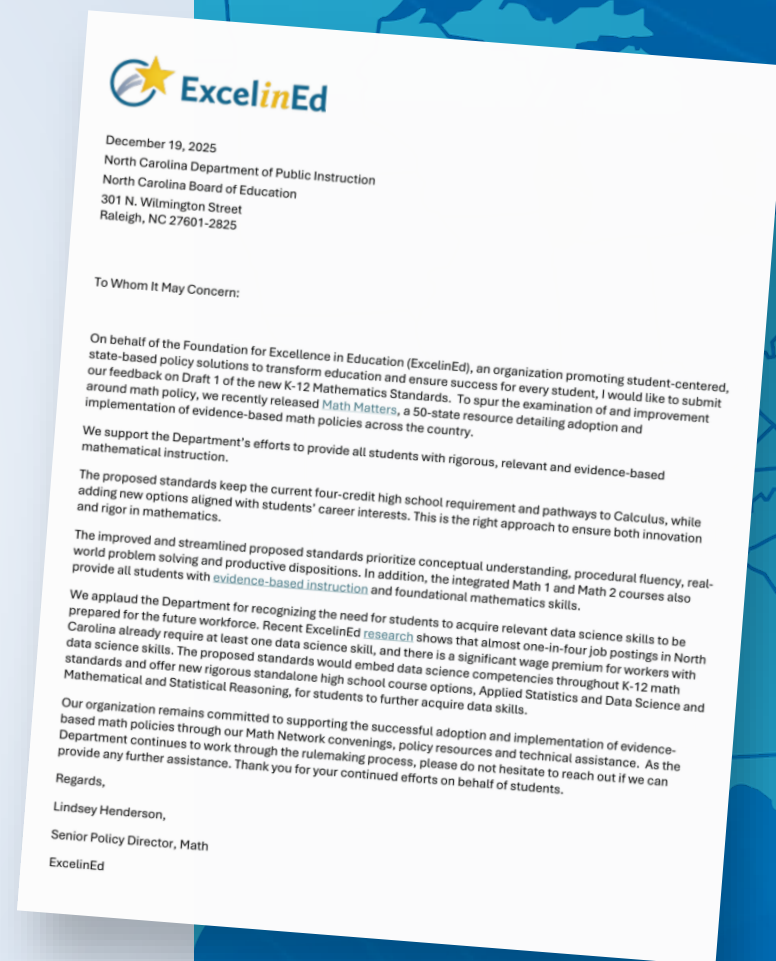 ExcelinEd
December 19, 2025
North Carolina Department of Public Instruction
North Carolina Board of Education
301 N. Wilmington Street
Raleigh, NC 27601-2825
To Whom It May Concern:
On behalf of the Foundation for Excellence in Education (ExcelinEd), an organization promoting student-centered,
state-based policy solutions to transform education and ensure success for every student, I would like to submit
our feedback on Draft 1 of the new K-12 Mathematics Standards.  To spur the examination of and improvement
around math policy, we recently released Math Matters, a 50-state resource detailing adoption and
implementation of evidence-based math policies across the country.
We support the Department's efforts to provide all students with rigorous, relevant and evidence-based
mathematical instruction.
The proposed standards keep the current four-credit high school requirement and pathways to Calculus, while
adding new options aligned with students' career interests. This is the right approach to ensure both innovation
and rigor in mathematics.
The improved and streamlined proposed standards prioritize conceptual understanding, procedural fluency, real-
world problem solving and productive dispositions. In addition, the integrated Math 1 and Math 2 courses also
provide all students with evidence-based instruction and foundational mathematics skills.
We applaud the Department for recognizing the need for students to acquire relevant data science skills to be
prepared for the future workforce. Recent ExcelinEd research shows that almost one-in-four job postings in North
Carolina already require at least one data science skill, and there is a significant wage premium for workers with
data science skills. The proposed standards would embed data science competencies throughout K-12 math
standards and offer new rigorous standalone high school course options, Applied Statistics and Data Science and
Mathematical and Statistical Reasoning, for students to further acquire data skills.
Our organization remains committed to supporting the successful adoption and implementation of evidence-
based math policies through our Math Network convenings, policy resources and technical assistance.  As the
Department continues to work through the rulemaking process, please do not hesitate to reach out if we can
provide any further assistance. Thank you for your continued efforts on behalf of students.
Regards,
Lindsey Henderson,
Senior Policy Director, Math
ExcelinEd